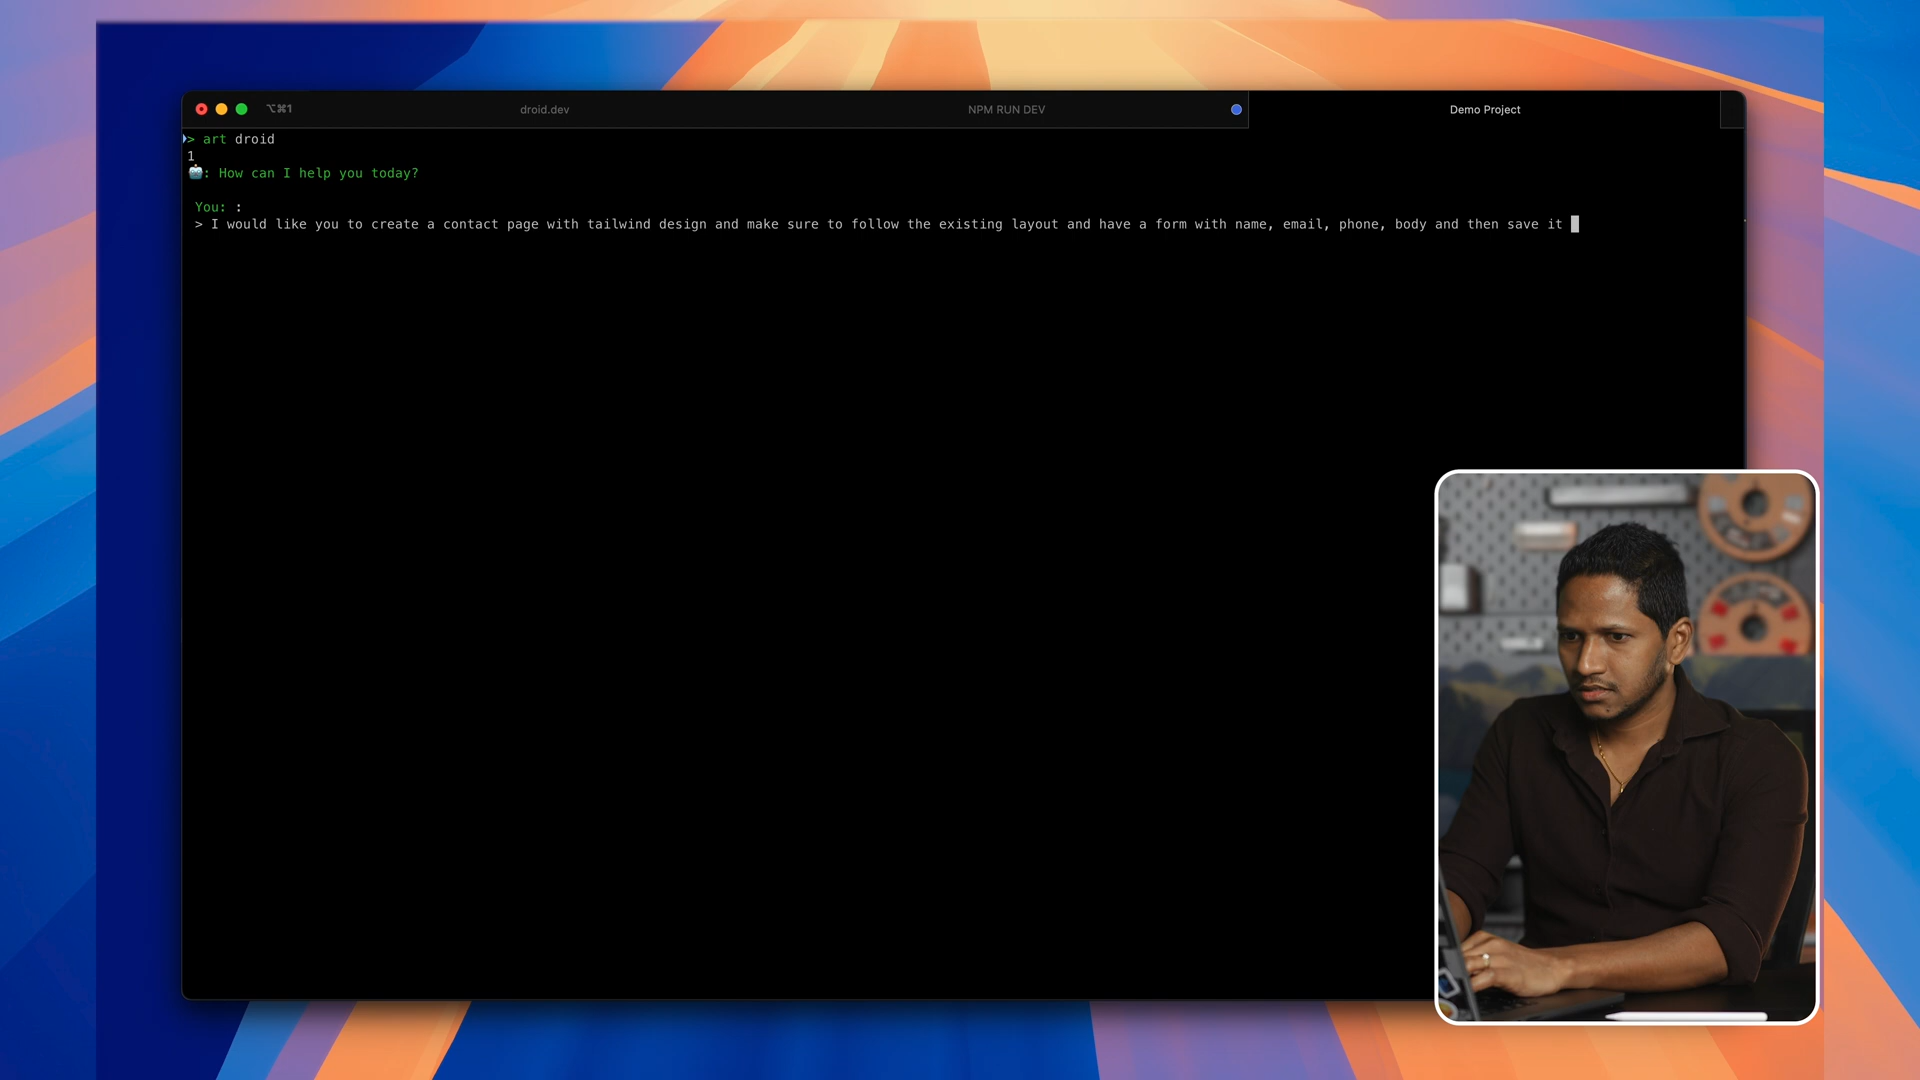 ⌥⌘1
droid.dev
NPM RUN DEV
Demo Project
> art droid
1
: How can I help you today?
You: :
> I would like you to create a contact page with tailwind design and make sure to follow the existing layout and have a form with name, email, phone, body and then save it